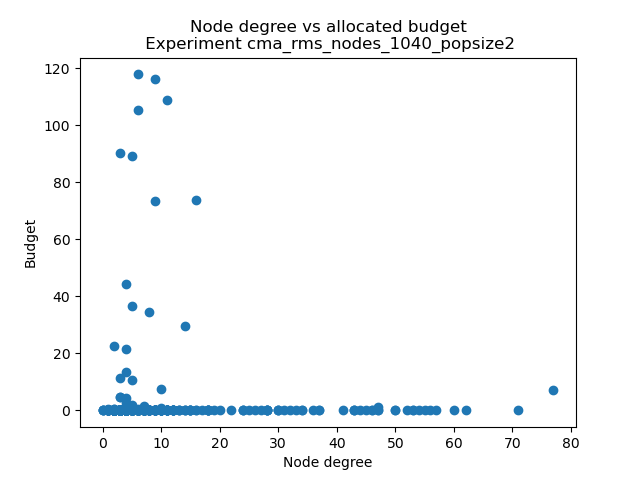 Node degree vs allocated budget
Experiment cma_rms_nodes_1040_popsize2
120
100
80
60
40
20
0
Budget
0 10 20 30 40 50 60 70 80
Node degree